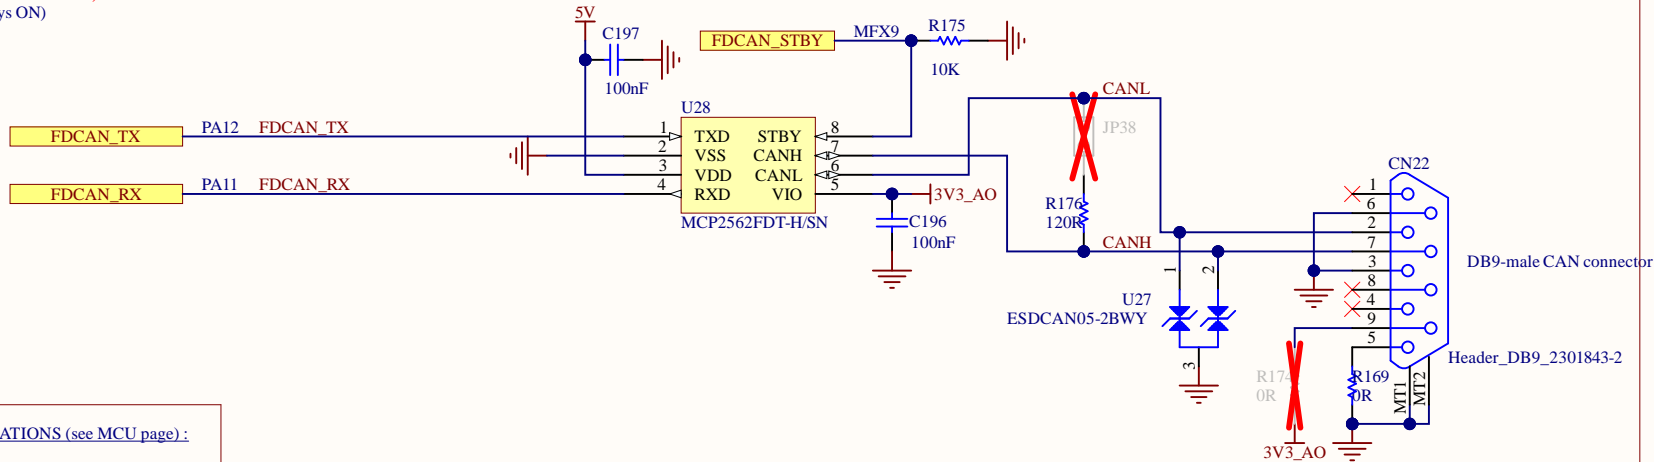 ys ON)
5V
C197
100nF
FDCAN_STBY
MFX9
R175
10K
U28
FDCAN_TX
PA12
FDCAN_TX
1
TXD
STBY
8
2
VSS
CANH
7
3
VDD
CANL
6
4
RXD
VIO
5
FDCAN_RX
PA11
FDCAN_RX
MCP2562FDT-H/SN
3V3_AO
C196
100nF
CANL
JP38
R176
120R
CANH
1
2
U27
ESDCAN05-2BWY
3
CN22
1
6
2
7
3
8
4
9
5
DB9-male CAN connector
Header_DB9_2301843-2
R174
0R
R169
0R
MT1
MT2
3V3_AO
ATIONS (see MCU page) :